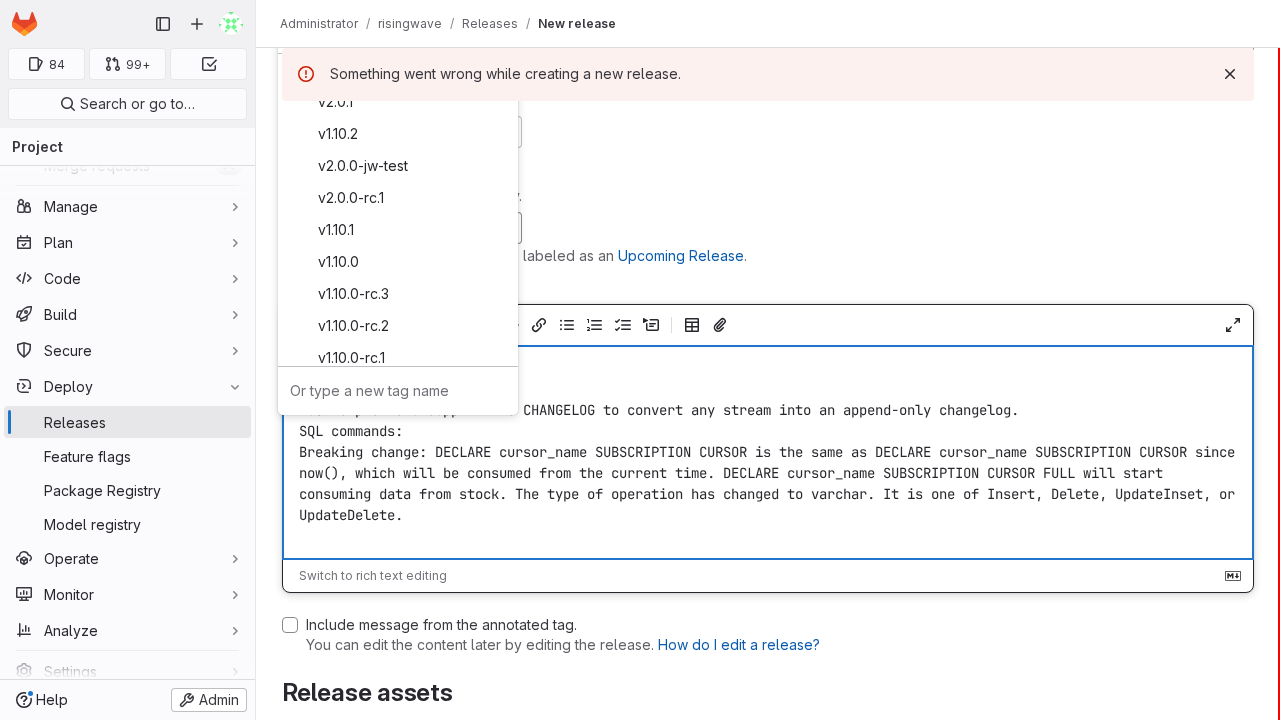 Administrator / risingwave / Releases / New release
84
99+
Search or go to…
Project
Merge requests
Manage
Plan
Code
Build
Secure
Deploy
Releases
Feature flags
Package Registry
Model registry
Operate
Monitor
Analyze
Settings
Help
Admin
Something went wrong while creating a new release.
v2.0.1
v1.10.2
v2.0.0-jw-test
v2.0.0-rc.1
v1.10.1
v1.10.0
v1.10.0-rc.3
v1.10.0-rc.2
v1.10.0-rc.1
Or type a new tag name
labeled as an Upcoming Release.
CHANGELOG to convert any stream into an append-only changelog.
SQL commands:
Breaking change: DECLARE cursor_name SUBSCRIPTION CURSOR is the same as DECLARE cursor_name SUBSCRIPTION CURSOR since
now(), which will be consumed from the current time. DECLARE cursor_name SUBSCRIPTION CURSOR FULL will start
consuming data from stock. The type of operation has changed to varchar. It is one of Insert, Delete, UpdateInset, or
UpdateDelete.
Switch to rich text editing
Include message from the annotated tag.
You can edit the content later by editing the release. How do I edit a release?
Release assets